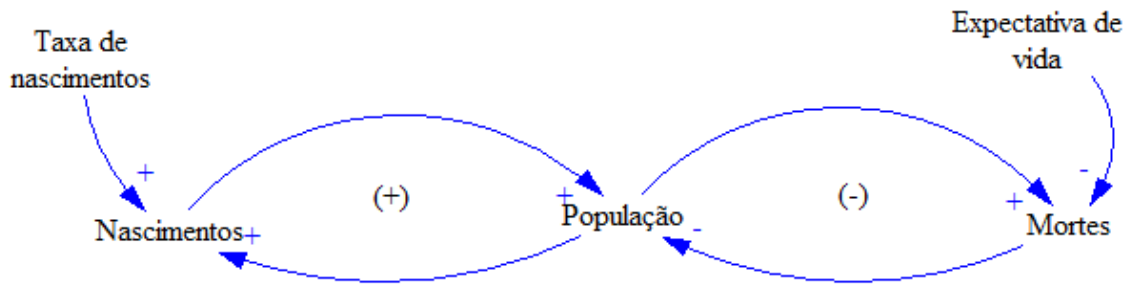 Expectativa de
vida
Taxa de
nascimentos
+
-
(+)
+
(-)
+
Nascimentos
+
População
-
Mortes